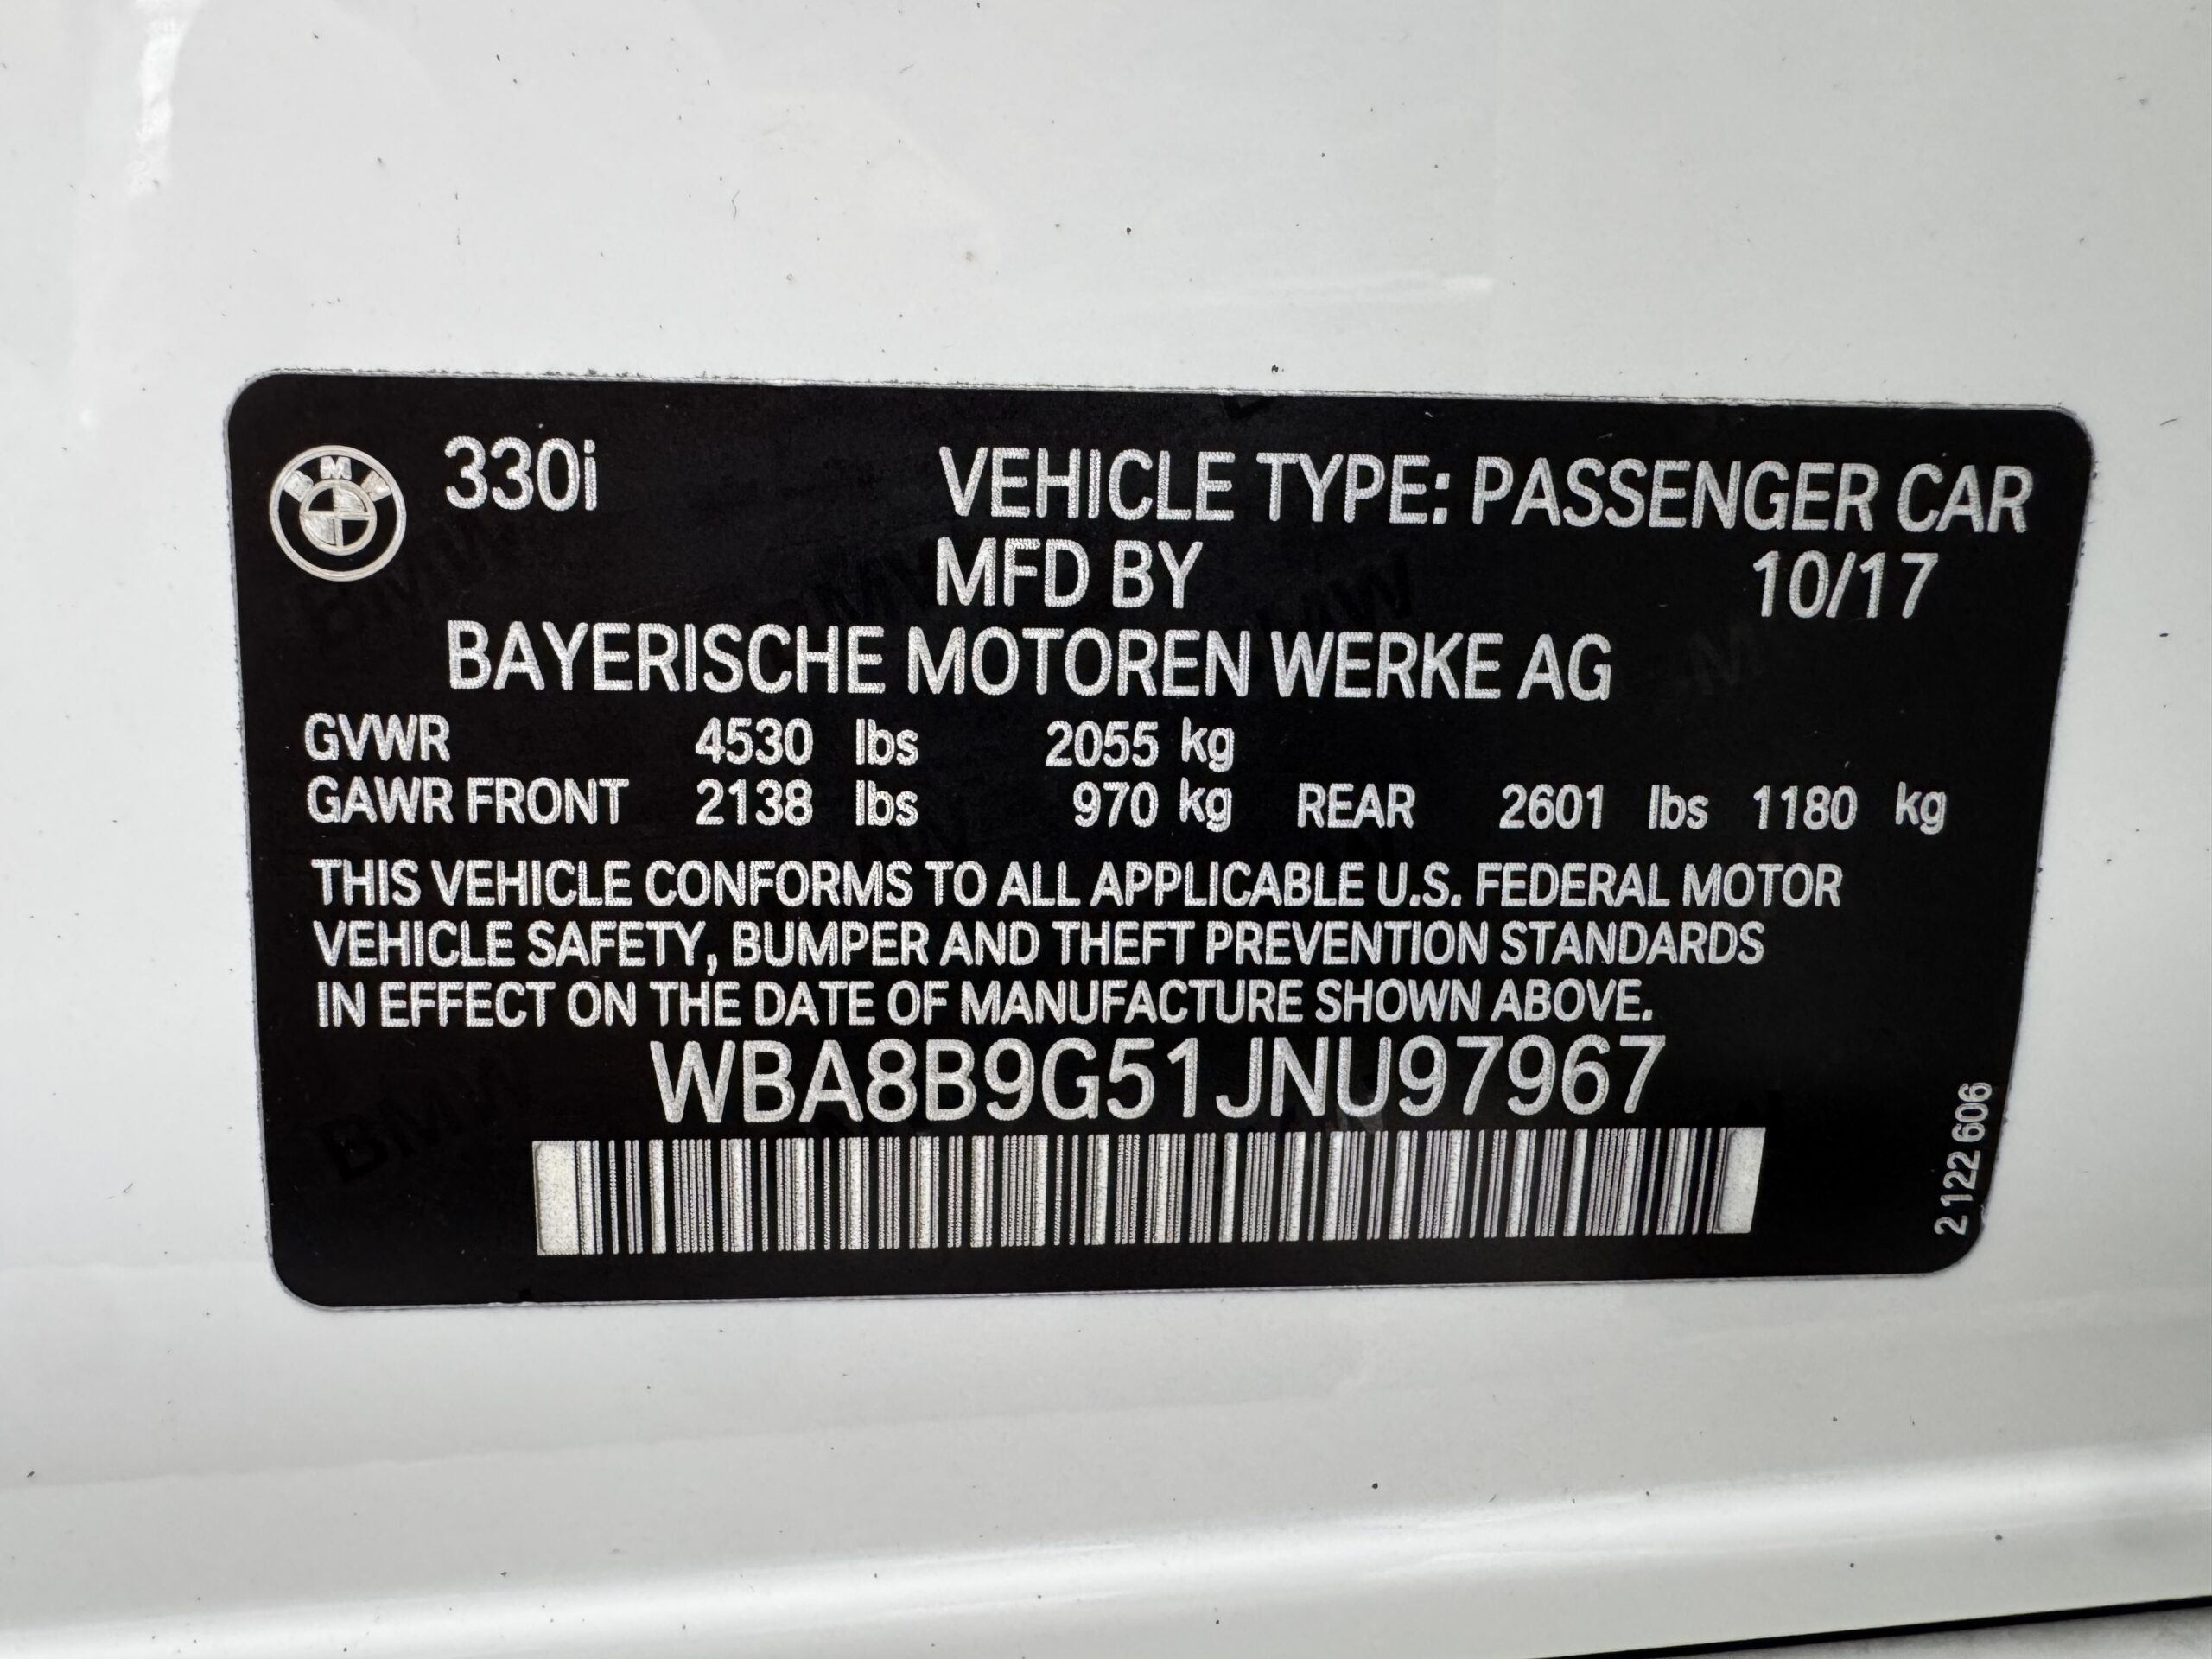 BMW 330i VEHICLE TYPE: PASSENGER CAR
MFD BY 10/17
BAYERISCHE MOTOREN WERKE AG
GVWR 4530 lbs 2055 kg
GAWR FRONT 2138 lbs 970 kg REAR 2601 lbs 1180 kg
THIS VEHICLE CONFORMS TO ALL APPLICABLE U.S. FEDERAL MOTOR
VEHICLE SAFETY, BUMPER AND THEFT PREVENTION STANDARDS
IN EFFECT ON THE DATE OF MANUFACTURE SHOWN ABOVE.
WBA8B9G51JNU97967
2 122 606